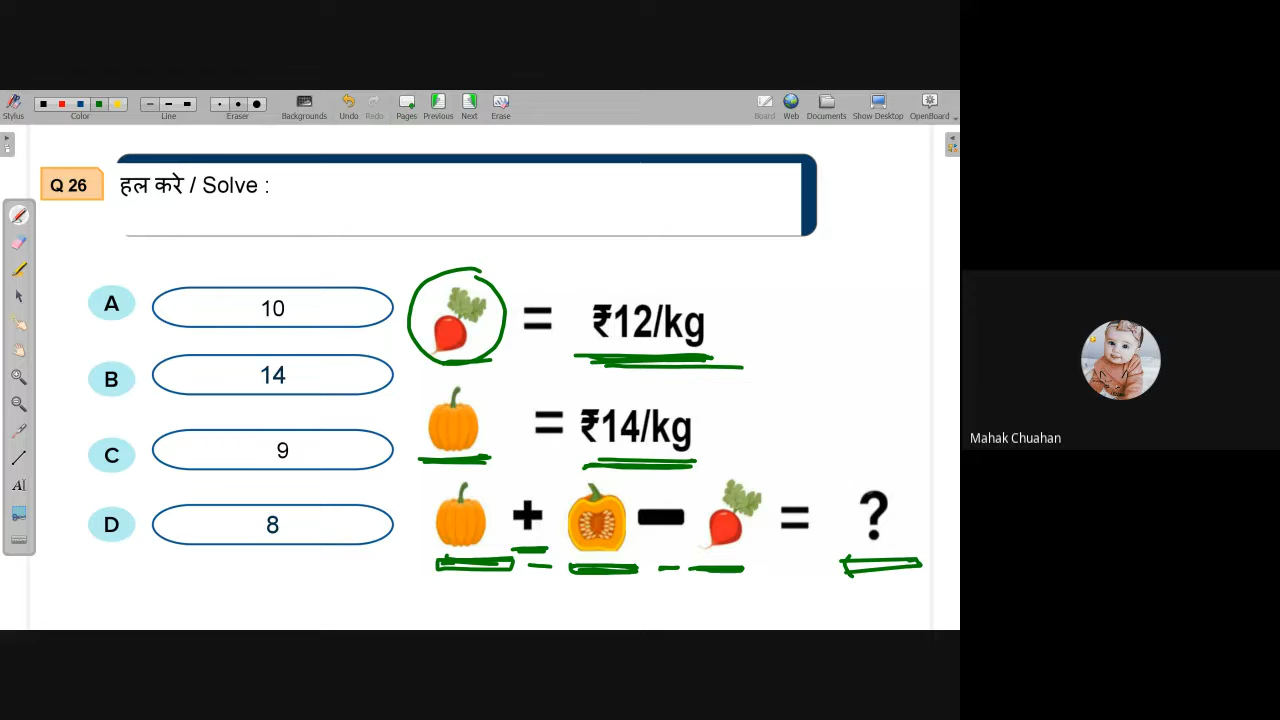 Stylus Color Line Eraser Backgrounds Undo Redo Pages Previous Next Erase Board Web Documents Show Desktop OpenBoard
Q 26 हल करे / Solve :
A 10
B 14
C 9
D 8
= ₹12/kg
= ₹14/kg
+ - = ?
AI
Mahak Chuahan